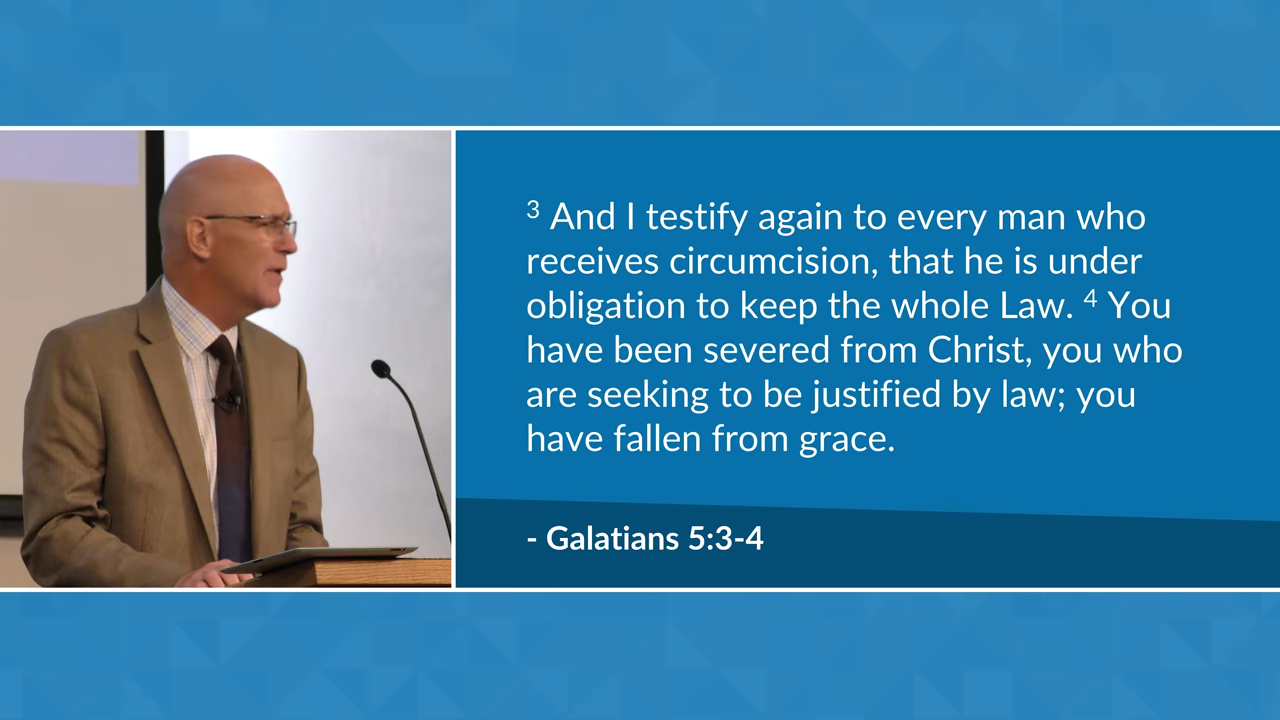 ³ And I testify again to every man who
receives circumcision, that he is under
obligation to keep the whole Law. ⁴ You
have been severed from Christ, you who
are seeking to be justified by law; you
have fallen from grace.
- Galatians 5:3-4